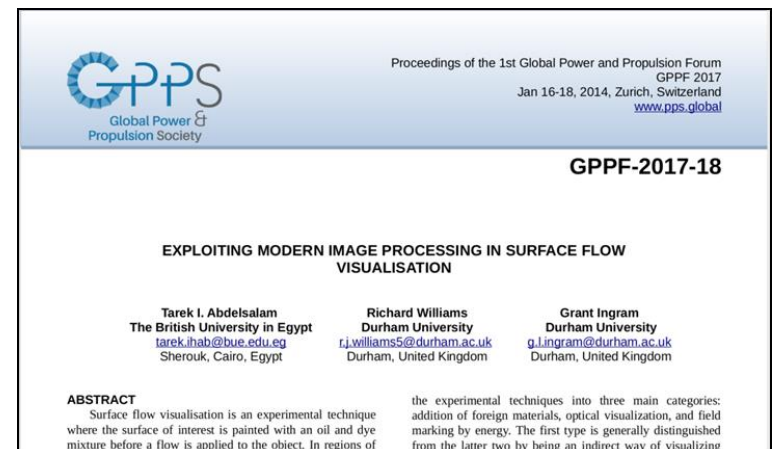 GPPS
Global Power &
Propulsion Society
Proceedings of the 1st Global Power and Propulsion Forum
GPPF 2017
Jan 16-18, 2014, Zurich, Switzerland
www.pps.global
GPPF-2017-18
EXPLOITING MODERN IMAGE PROCESSING IN SURFACE FLOW
VISUALISATION
Tarek I. Abdelsalam
The British University in Egypt
tarek.ihab@bue.edu.eg
Sherouk, Cairo, Egypt
Richard Williams
Durham University
r.j.williams5@durham.ac.uk
Durham, United Kingdom
Grant Ingram
Durham University
g.l.ingram@durham.ac.uk
Durham, United Kingdom
ABSTRACT
Surface flow visualisation is an experimental technique
where the surface of interest is painted with an oil and dye
mixture before a flow is applied to the object. In regions of
the experimental techniques into three main categories:
addition of foreign materials, optical visualization, and field
marking by energy. The first type is generally distinguished
from the latter two by being an indirect way of visualizing